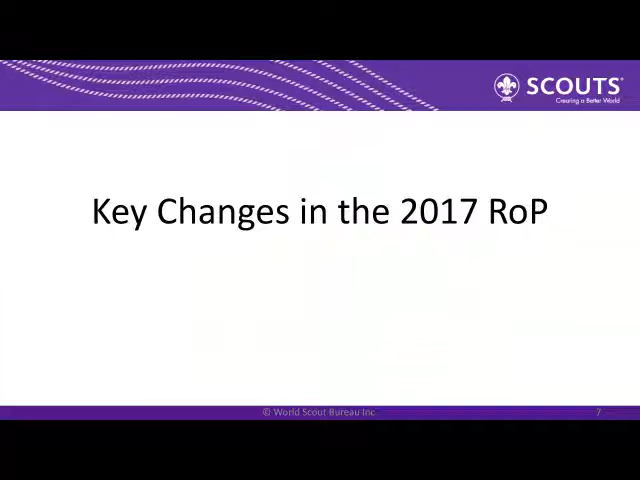 SCOUTS®
Creating a Better World
Key Changes in the 2017 RoP
© World Scout Bureau Inc
7